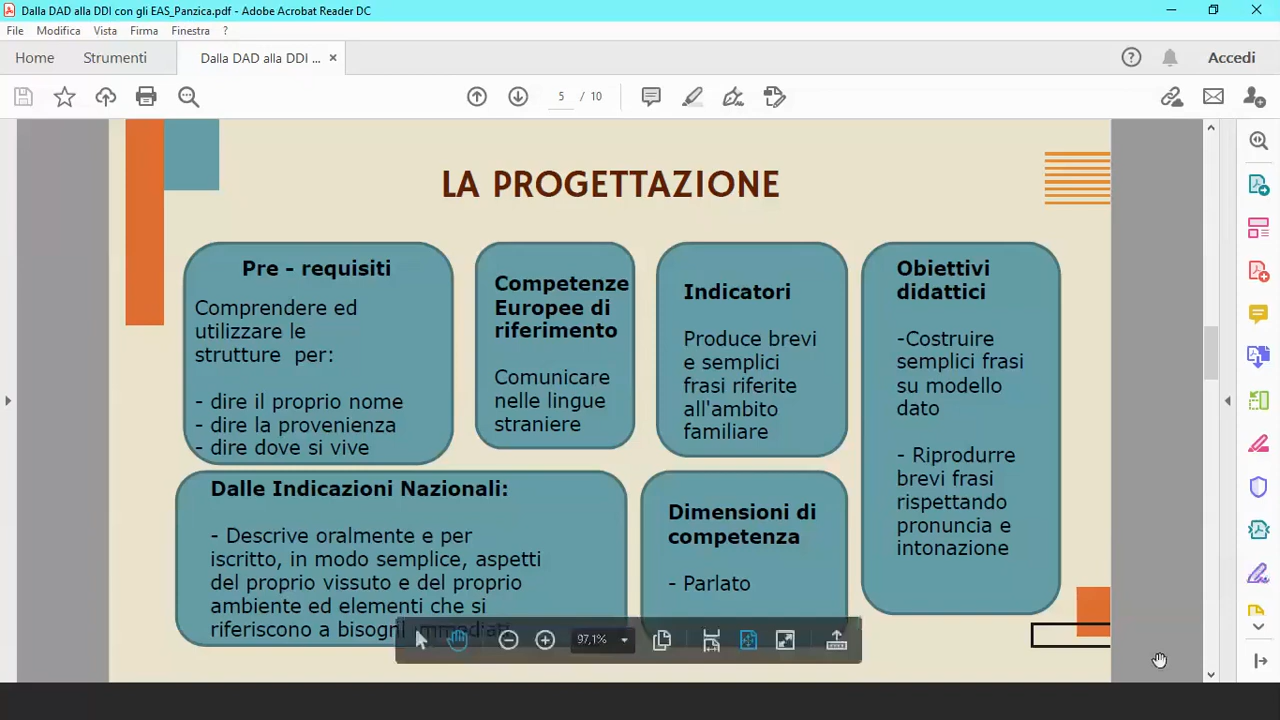 Dalla DAD alla DDI con gli EAS_Panzica.pdf - Adobe Acrobat Reader DC
File Modifica Vista Firma Finestra ?
Home Strumenti Dalla DAD alla DDI ... × Accedi
5 / 10
LA PROGETTAZIONE
Pre - requisiti
Comprendere ed
utilizzare le
strutture per:
- dire il proprio nome
- dire la provenienza
- dire dove si vive
Competenze
Europee di
riferimento
Comunicare
nelle lingue
straniere
Indicatori
Produce brevi
e semplici
frasi riferite
all'ambito
familiare
Obiettivi
didattici
-Costruire
semplici frasi
su modello
dato
- Riprodurre
brevi frasi
rispettando
pronuncia e
intonazione
Dalle Indicazioni Nazionali:
- Descrive oralmente e per
iscritto, in modo semplice, aspetti
del proprio vissuto e del proprio
ambiente ed elementi che si
riferiscono a bisogni immediati
Dimensioni di
competenza
- Parlato
97,1%